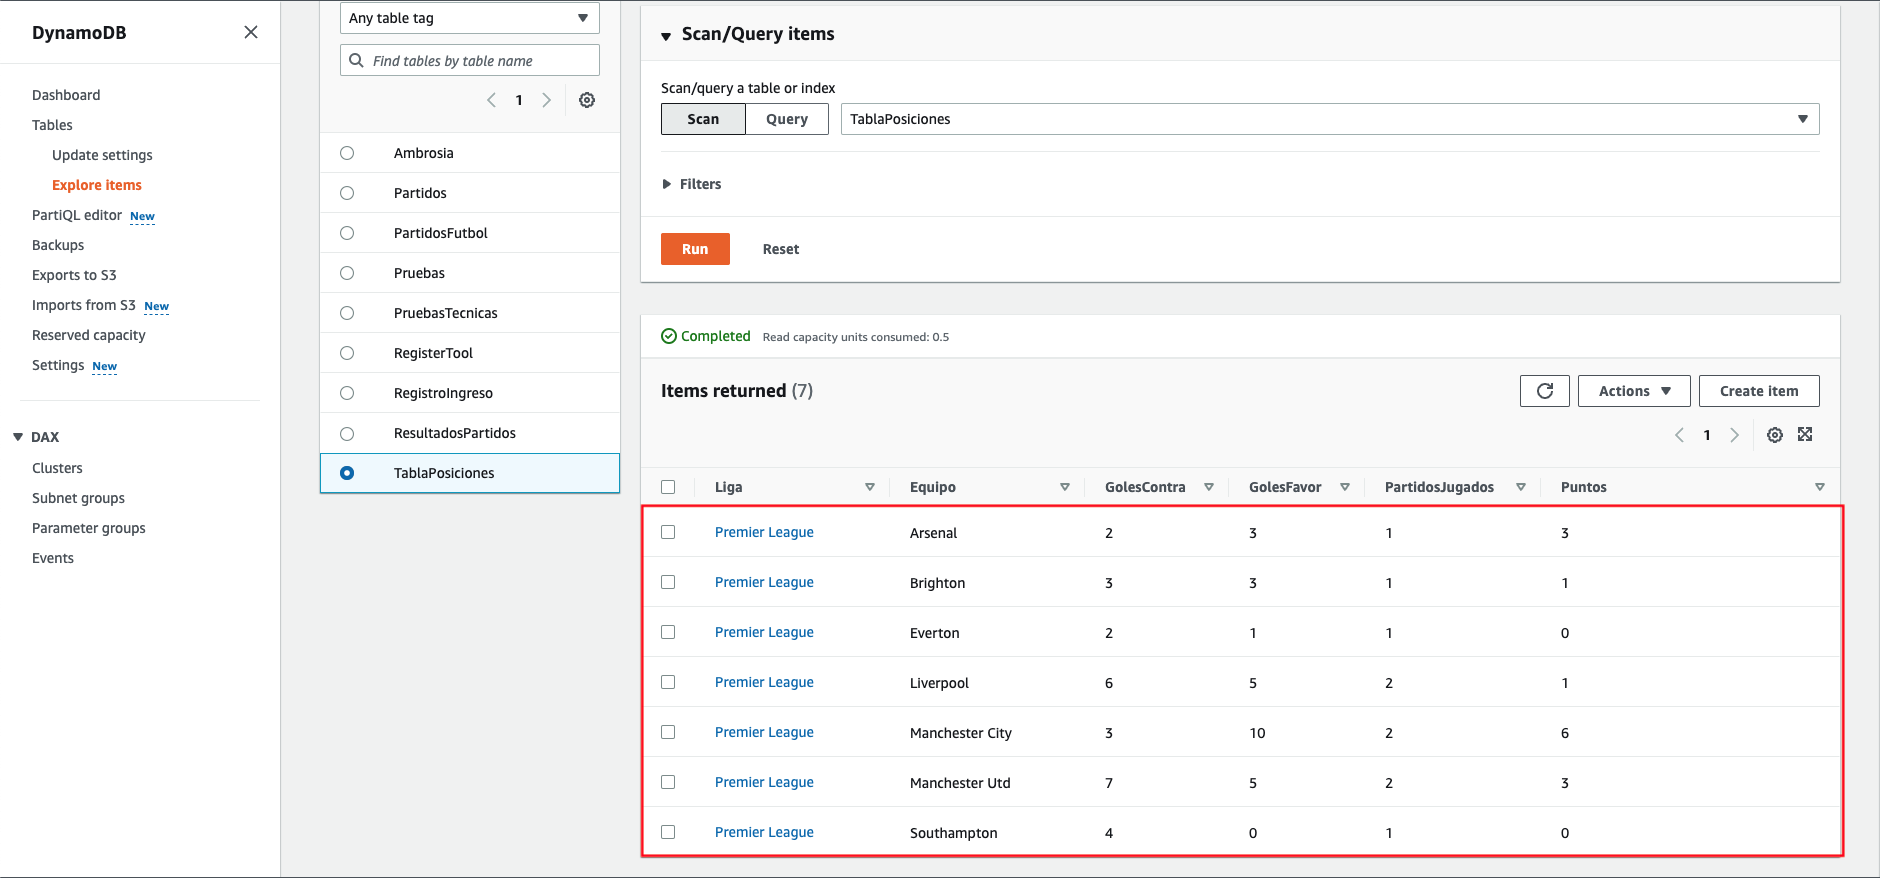 DynamoDB
Dashboard
Tables
Update settings
Explore items
PartiQL editor New
Backups
Exports to S3
Imports from S3 New
Reserved capacity
Settings New
DAX
Clusters
Subnet groups
Parameter groups
Events
Any table tag
Find tables by table name
1
Ambrosia
Partidos
PartidosFutbol
Pruebas
PruebasTecnicas
RegisterTool
RegistroIngreso
ResultadosPartidos
TablaPosiciones
Scan/Query items
Scan/query a table or index
Scan Query TablaPosiciones
Filters
Run Reset
Completed Read capacity units consumed: 0.5
Items returned (7) Actions Create item
1
Liga Equipo GolesContra GolesFavor PartidosJugados Puntos
Premier League Arsenal 2 3 1 3
Premier League Brighton 3 3 1 1
Premier League Everton 2 1 1 0
Premier League Liverpool 6 5 2 1
Premier League Manchester City 3 10 2 6
Premier League Manchester Utd 7 5 2 3
Premier League Southampton 4 0 1 0